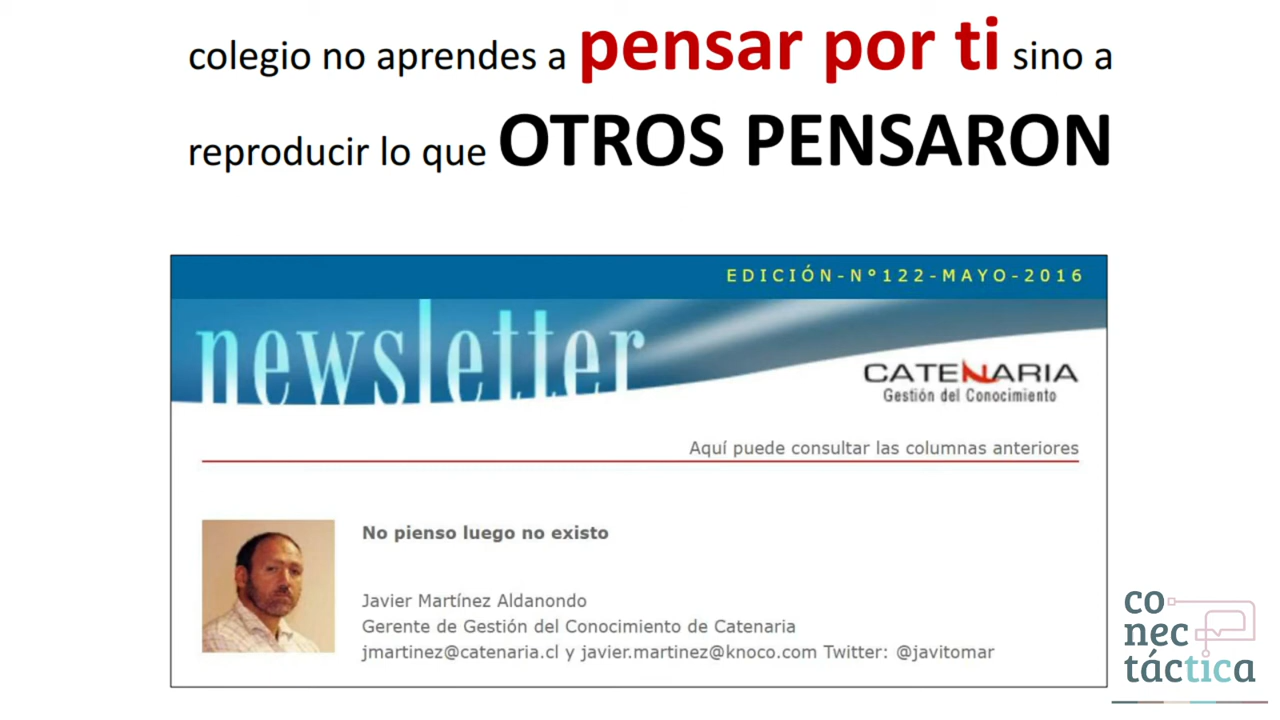 colegio no aprendes a pensar por ti sino a
reproducir lo que OTROS PENSARON
EDICIÓN-Nº122-MAYO-2016
newsletter
CATENARIA
Gestión del Conocimiento
Aquí puede consultar las columnas anteriores
No pienso luego no existo
Javier Martínez Aldanondo
Gerente de Gestión del Conocimiento de Catenaria
jmartinez@catenaria.cl y javier.martinez@knoco.com Twitter: @javitomar
co
nec
táctica